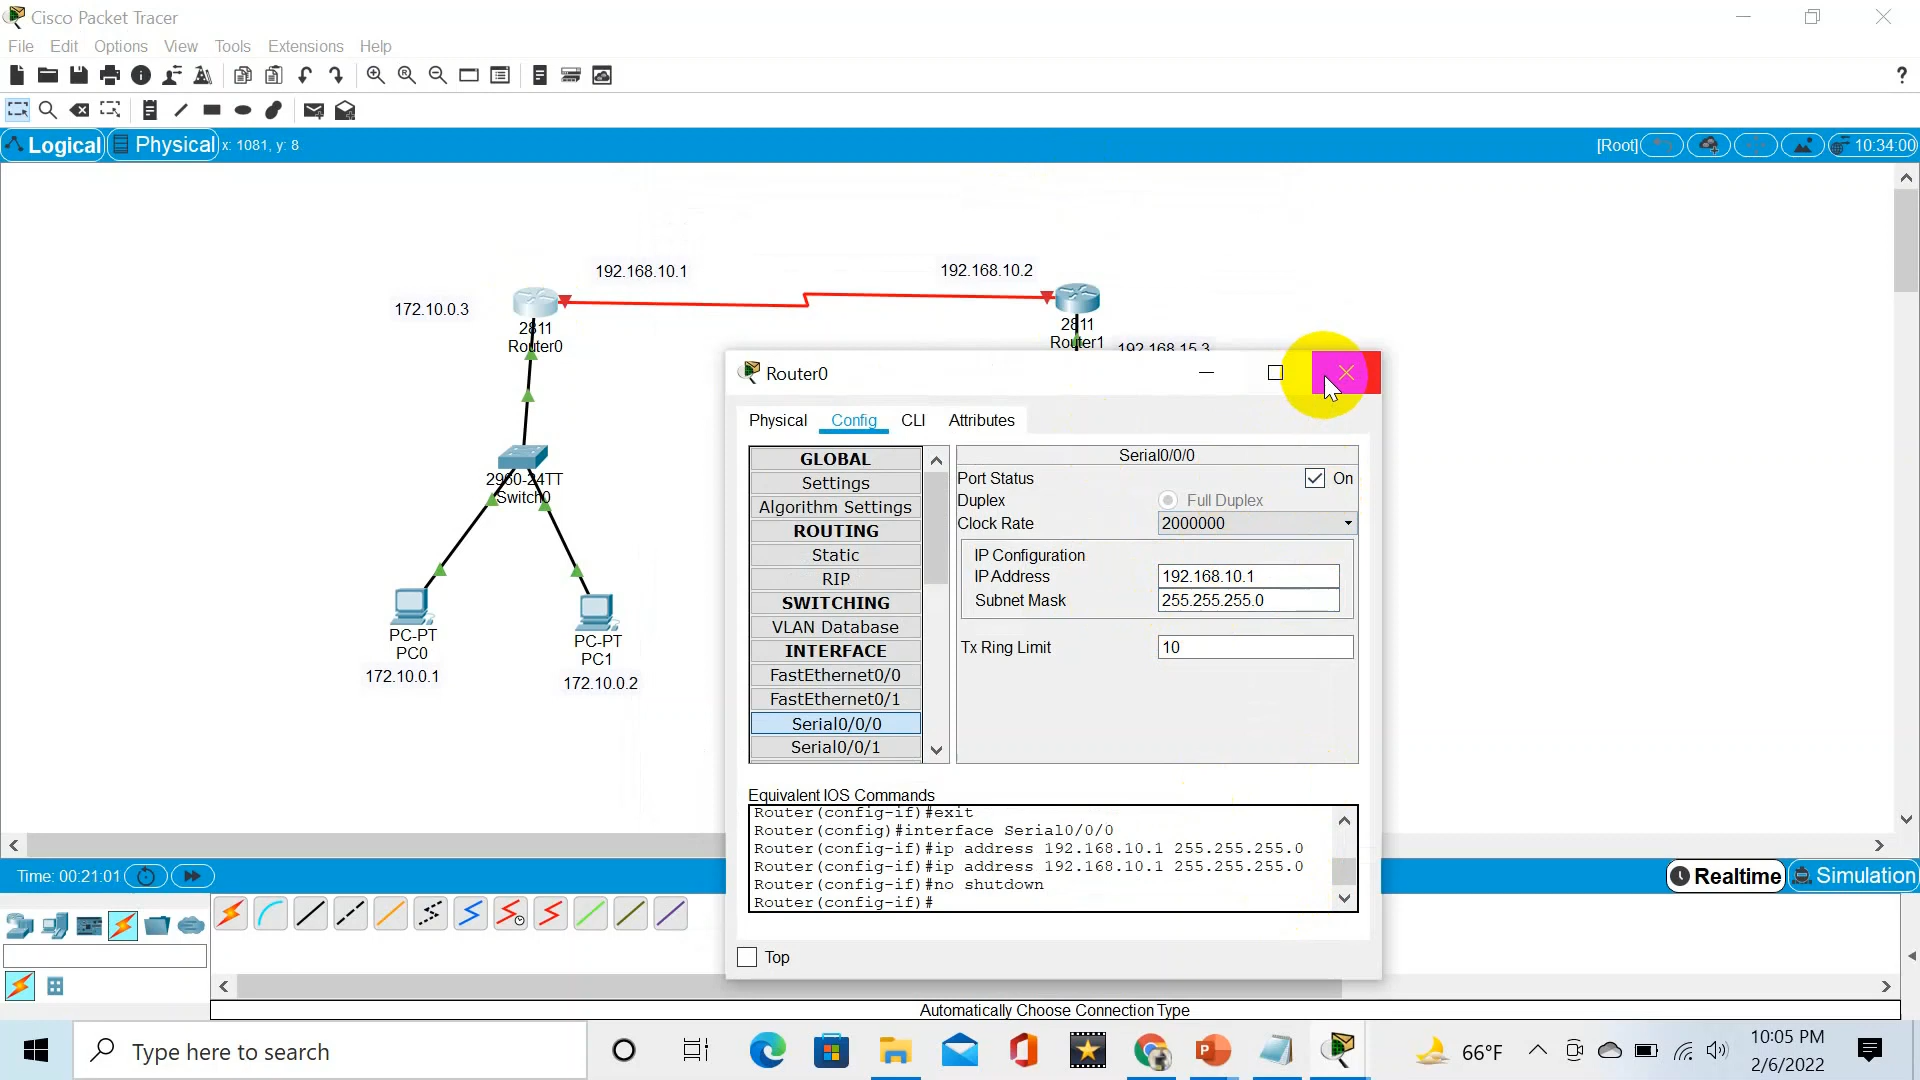 Cisco Packet Tracer
File Edit Options View Tools Extensions Help
?
Logical Physical x: 1081, y: 8
[Root] 10:34:00
192.168.10.1
192.168.10.2
172.10.0.3
2811
Router0
2811
Router1
192.168.15.3
2960-24TT
Switch0
PC-PT
PC0
172.10.0.1
PC-PT
PC1
172.10.0.2
Router0
Physical Config CLI Attributes
GLOBAL
Settings
Algorithm Settings
ROUTING
Static
RIP
SWITCHING
VLAN Database
INTERFACE
FastEthernet0/0
FastEthernet0/1
Serial0/0/0
Serial0/0/1
Serial0/0/0
Port Status On
Duplex Full Duplex
Clock Rate 2000000
IP Configuration
IP Address 192.168.10.1
Subnet Mask 255.255.255.0
Tx Ring Limit 10
Equivalent IOS Commands
Router(config-if)#exit
Router(config)#interface Serial0/0/0
Router(config-if)#ip address 192.168.10.1 255.255.255.0
Router(config-if)#ip address 192.168.10.1 255.255.255.0
Router(config-if)#no shutdown
Router(config-if)#
Top
Time: 00:21:01
Realtime Simulation
Automatically Choose Connection Type
Type here to search
66°F
10:05 PM
2/6/2022